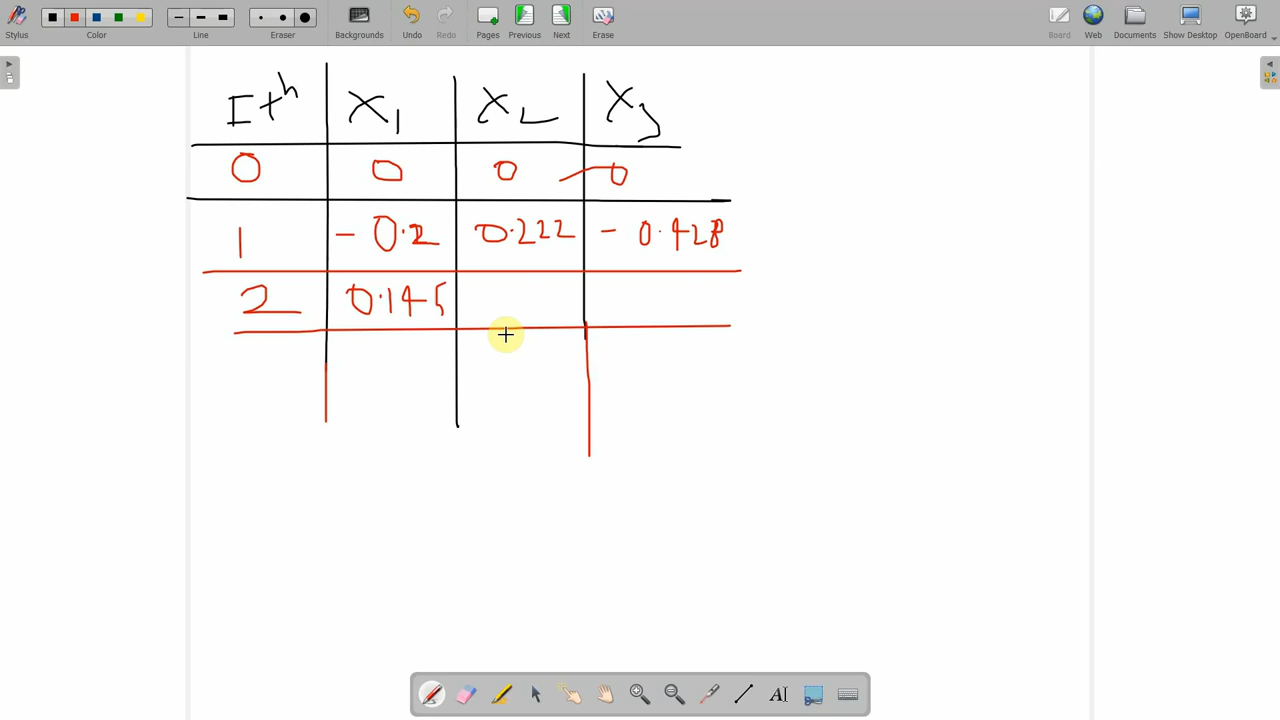 Stylus Color Line Eraser Backgrounds Undo Redo Pages Previous Next Erase Board Web Documents Show Desktop OpenBoard
Ith X1 X2 X3
0 0 0 0
1 -0.2 0.222 -0.428
2 0.145
AI